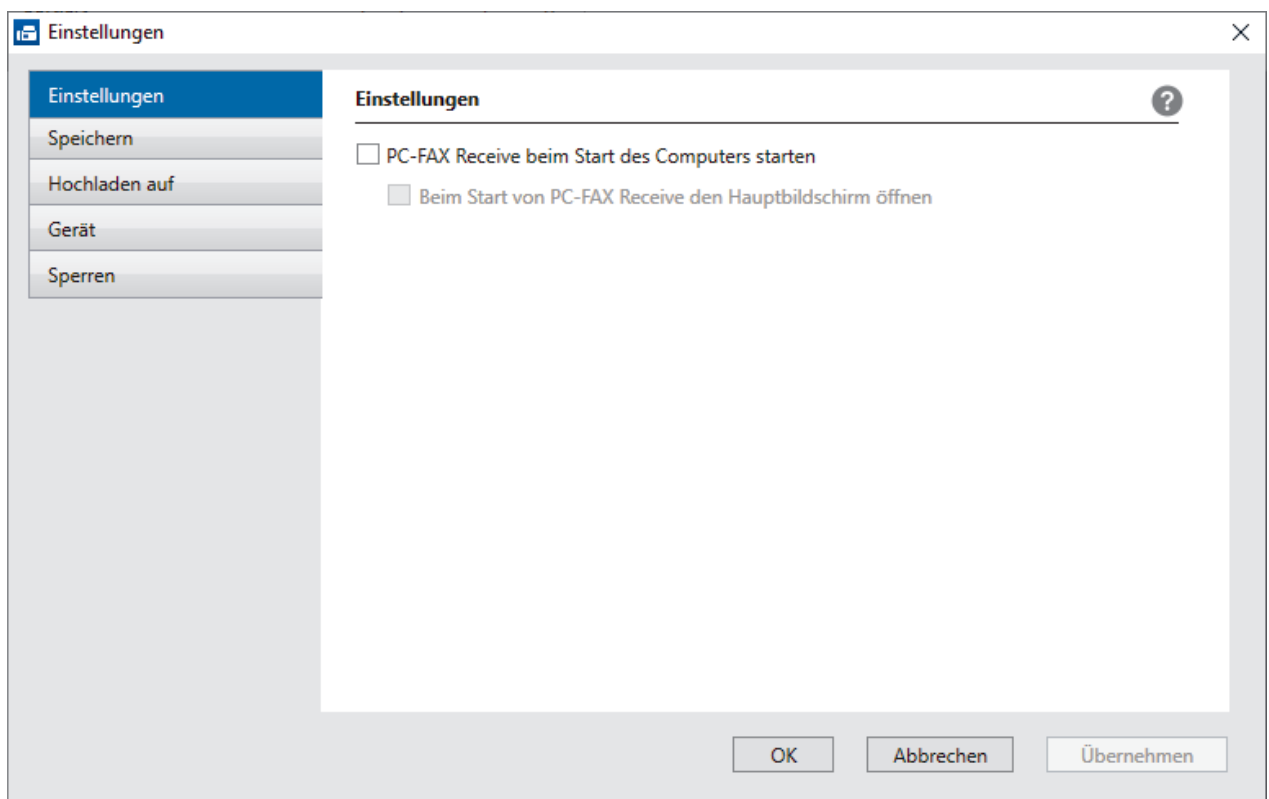 Einstellungen
Einstellungen
Speichern
Hochladen auf
Gerät
Sperren
Einstellungen
?
PC-FAX Receive beim Start des Computers starten
Beim Start von PC-FAX Receive den Hauptbildschirm öffnen
OK
Abbrechen
Übernehmen